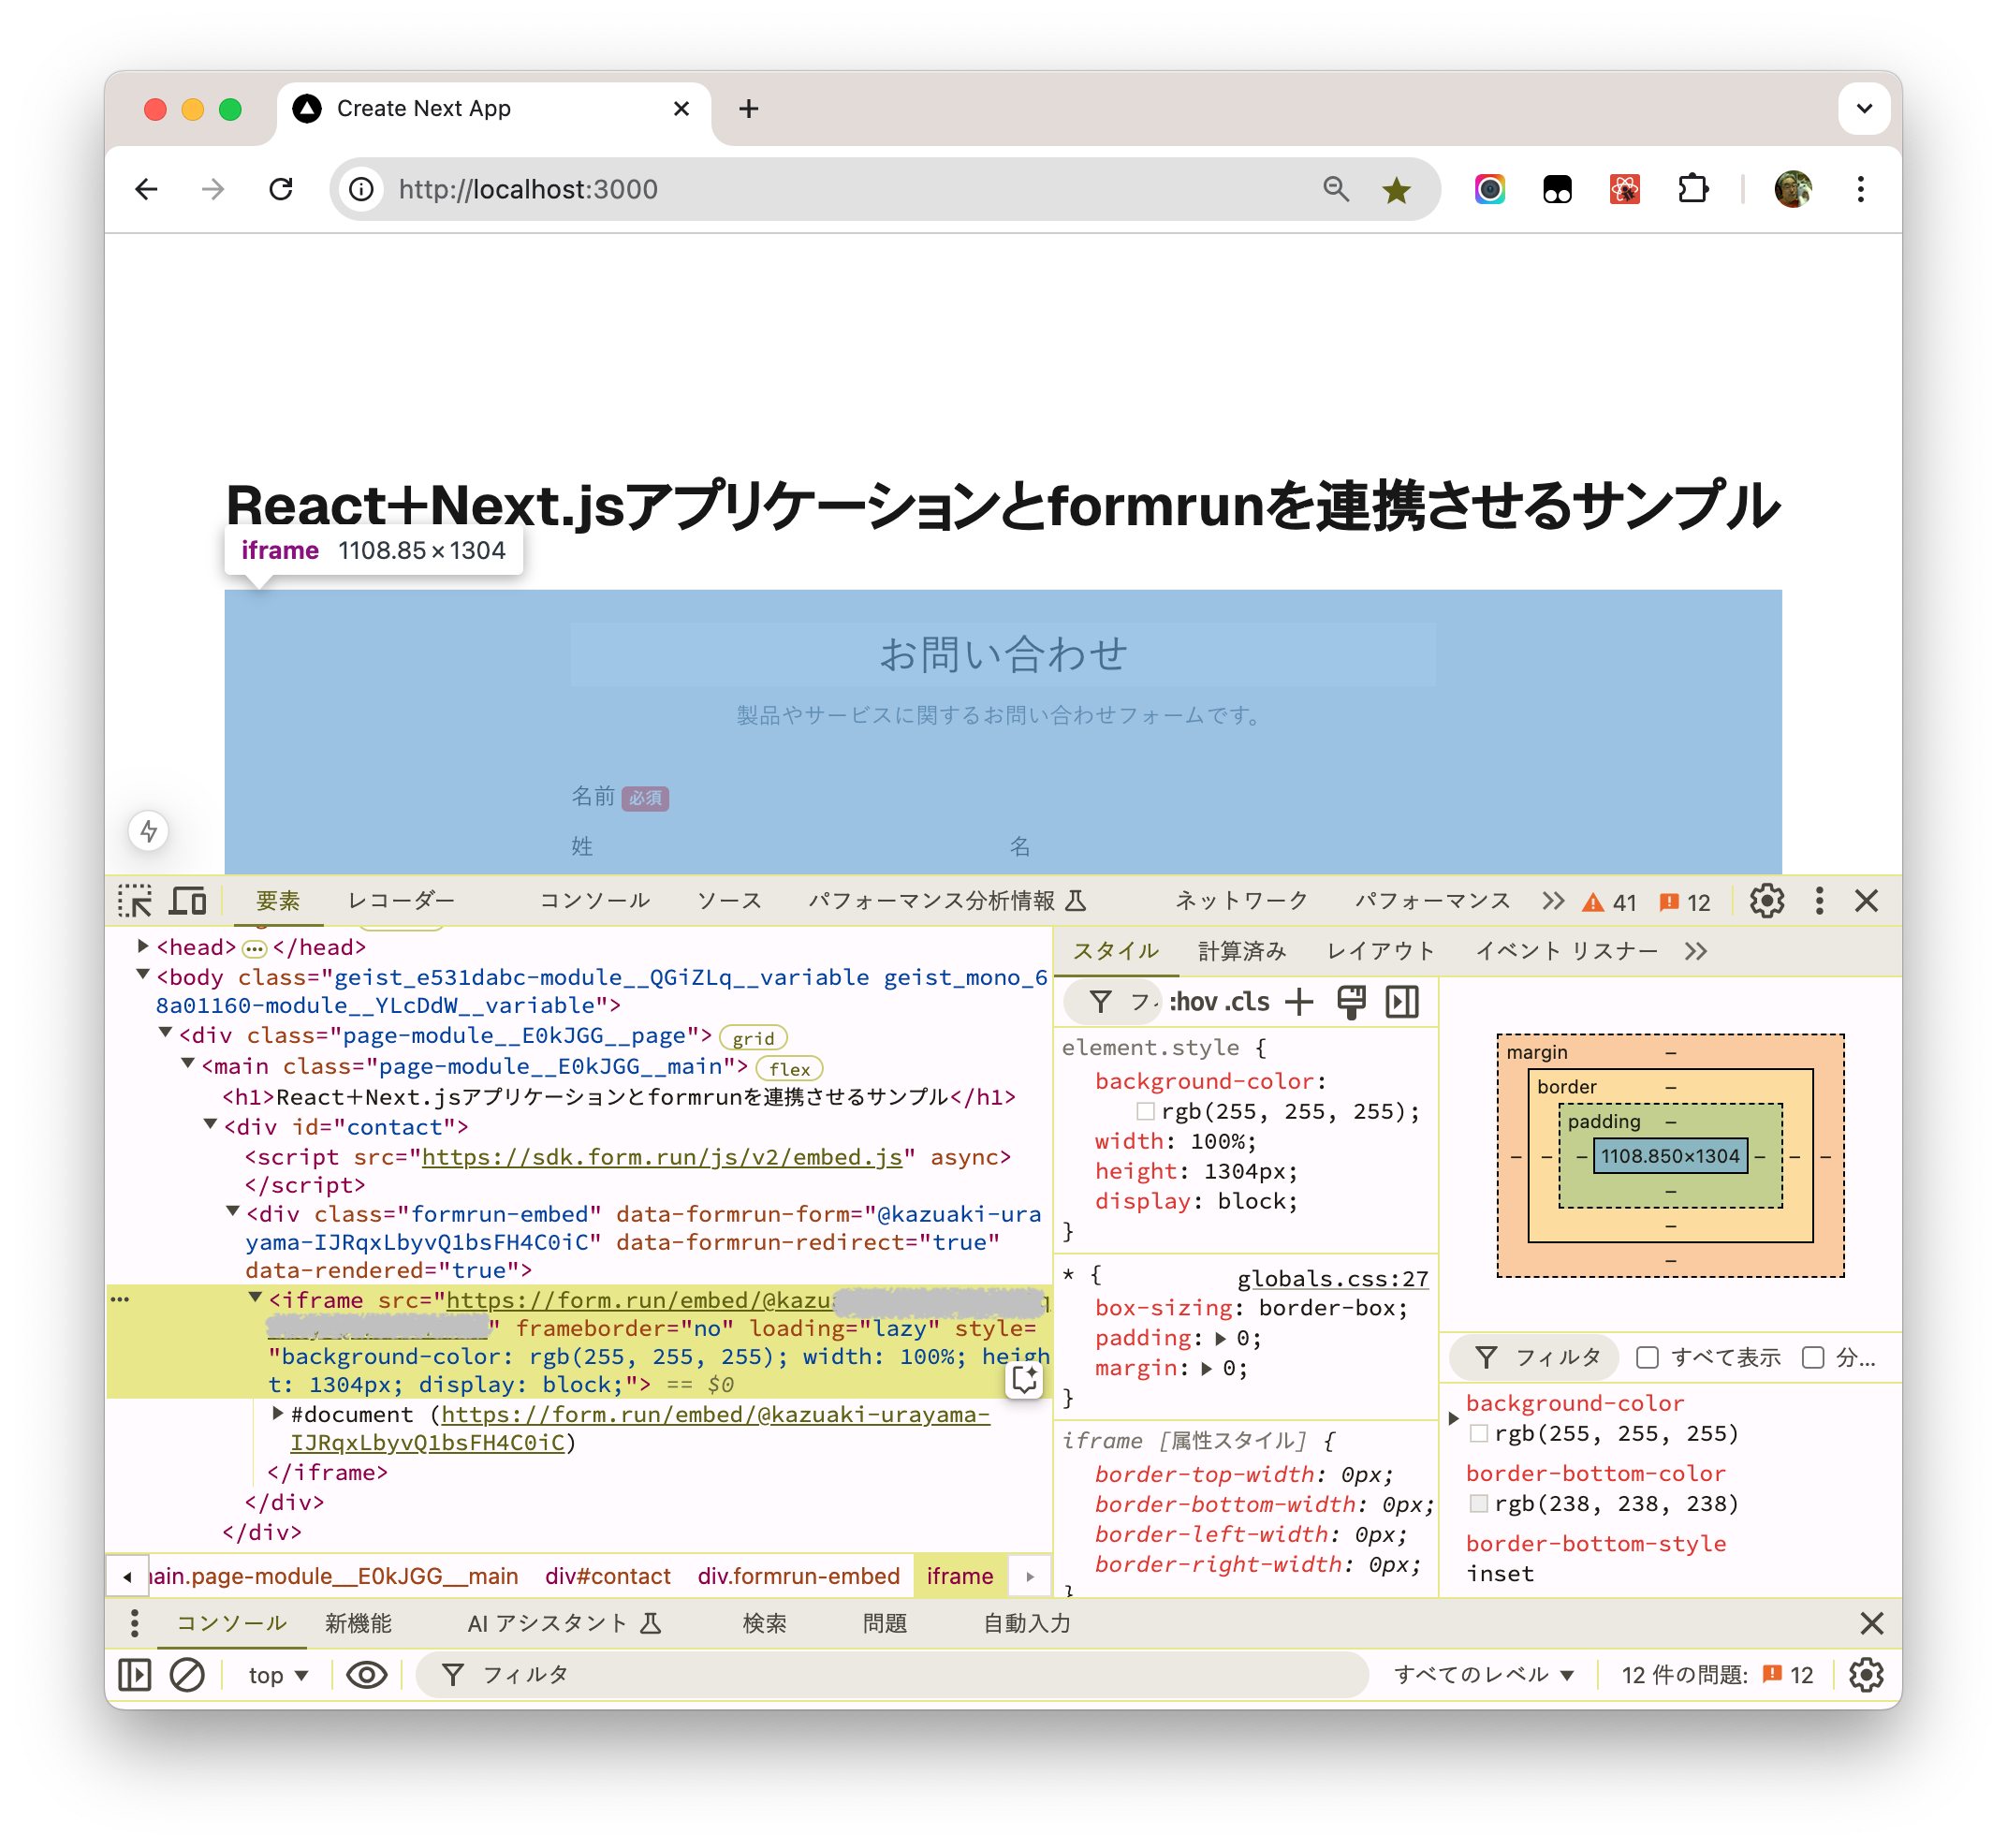 Create Next App
http://localhost:3000
React＋Next.jsアプリケーションとformrunを連携させるサンプル
iframe 1108.85×1304
お問い合わせ
製品やサービスに関するお問い合わせフォームです。
名前 必須
姓 名
要素 レコーダー コンソール ソース パフォーマンス分析情報 ネットワーク パフォーマンス 41 12
<head> ••• </head>
<body class="geist_e531dabc-module__QGiZLq__variable geist_mono_6
8a01160-module__YLcDdW__variable">
<div class="page-module__E0kJGG__page"> grid
<main class="page-module__E0kJGG__main"> flex
<h1>React＋Next.jsアプリケーションとformrunを連携させるサンプル</h1>
<div id="contact">
<script src="https://sdk.form.run/js/v2/embed.js" async>
</script>
<div class="formrun-embed" data-formrun-form="@kazuaki-ura
yama-IJRqxLbyvQ1bsFH4C0iC" data-formrun-redirect="true"
data-rendered="true">
<iframe src="https://form.run/embed/@kazu
" frameborder="no" loading="lazy" style=
"background-color: rgb(255, 255, 255); width: 100%; heigh
t: 1304px; display: block;"> == $0
#document (https://form.run/embed/@kazuaki-urayama-
IJRqxLbyvQ1bsFH4C0iC)
</iframe>
</div>
</div>
ain.page-module__E0kJGG__main div#contact div.formrun-embed iframe
スタイル 計算済み レイアウト イベント リスナー
:hov .cls
element.style {
background-color:
rgb(255, 255, 255);
width: 100%;
height: 1304px;
display: block;
}
* { globals.css:27
box-sizing: border-box;
padding: 0;
margin: 0;
}
iframe [属性スタイル] {
border-top-width: 0px;
border-bottom-width: 0px;
border-left-width: 0px;
border-right-width: 0px;
}
margin –
border –
padding –
– – – 1108.850×1304 – – –
–
–
–
フィルタ すべて表示 分...
background-color
rgb(255, 255, 255)
border-bottom-color
rgb(238, 238, 238)
border-bottom-style
inset
コンソール 新機能 AI アシスタント 検索 問題 自動入力
top フィルタ すべてのレベル 12 件の問題: 12